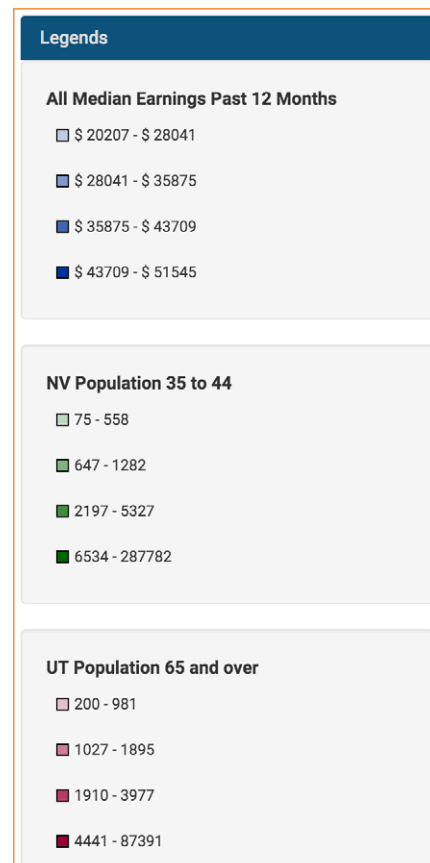 Legends
All Median Earnings Past 12 Months
$ 20207 - $ 28041
$ 28041 - $ 35875
$ 35875 - $ 43709
$ 43709 - $ 51545
NV Population 35 to 44
75 - 558
647 - 1282
2197 - 5327
6534 - 287782
UT Population 65 and over
200 - 981
1027 - 1895
1910 - 3977
4441 - 87391